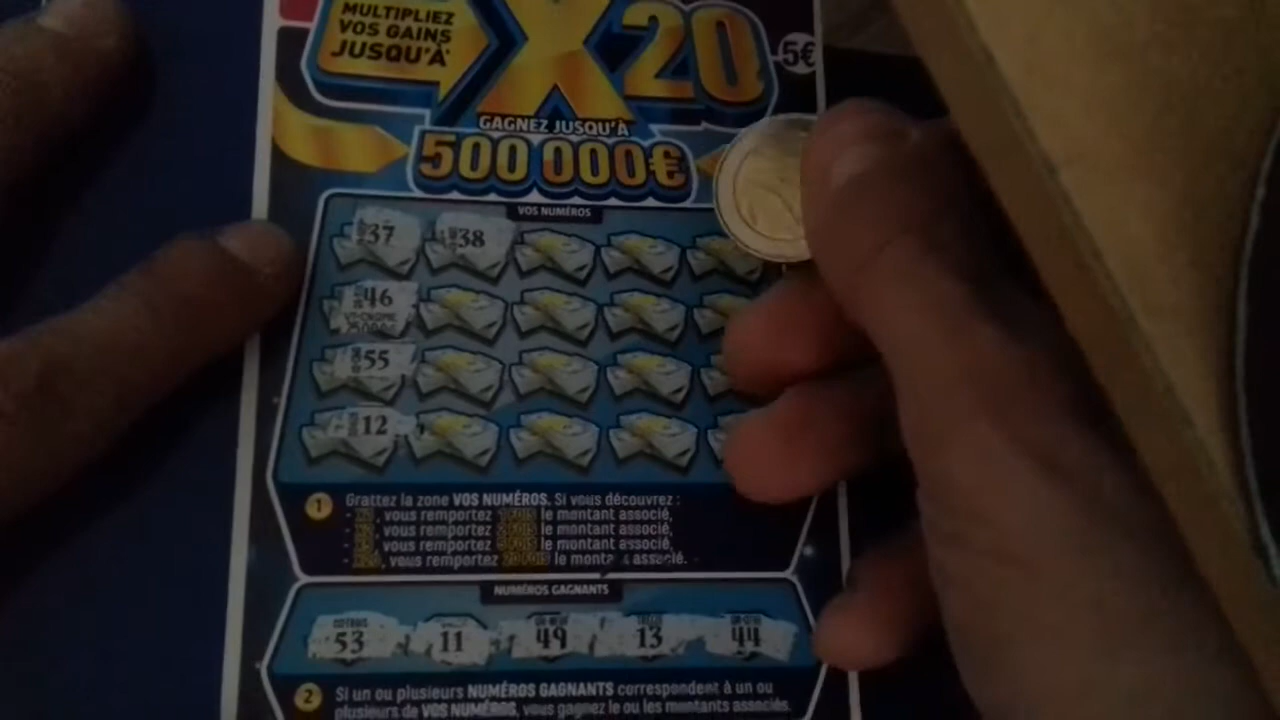 MULTIPLIEZ
VOS GAINS
JUSQU'À
X20
5€
GAGNEZ JUSQU'À
500 000€
VOS NUMÉROS
37 38
46
55
12
1 Grattez la zone VOS NUMÉROS. Si vous découvrez :
- , vous remportez le montant associé,
- , vous remportez le montant associé,
- , vous remportez le montant associé,
- , vous remportez 20 FOIS le montant associé.
NUMÉROS GAGNANTS
53 11 49 13 44
2 Si un ou plusieurs NUMÉROS GAGNANTS correspondent à un ou
plusieurs de VOS NUMÉROS, vous gagnez le ou les montants associés.